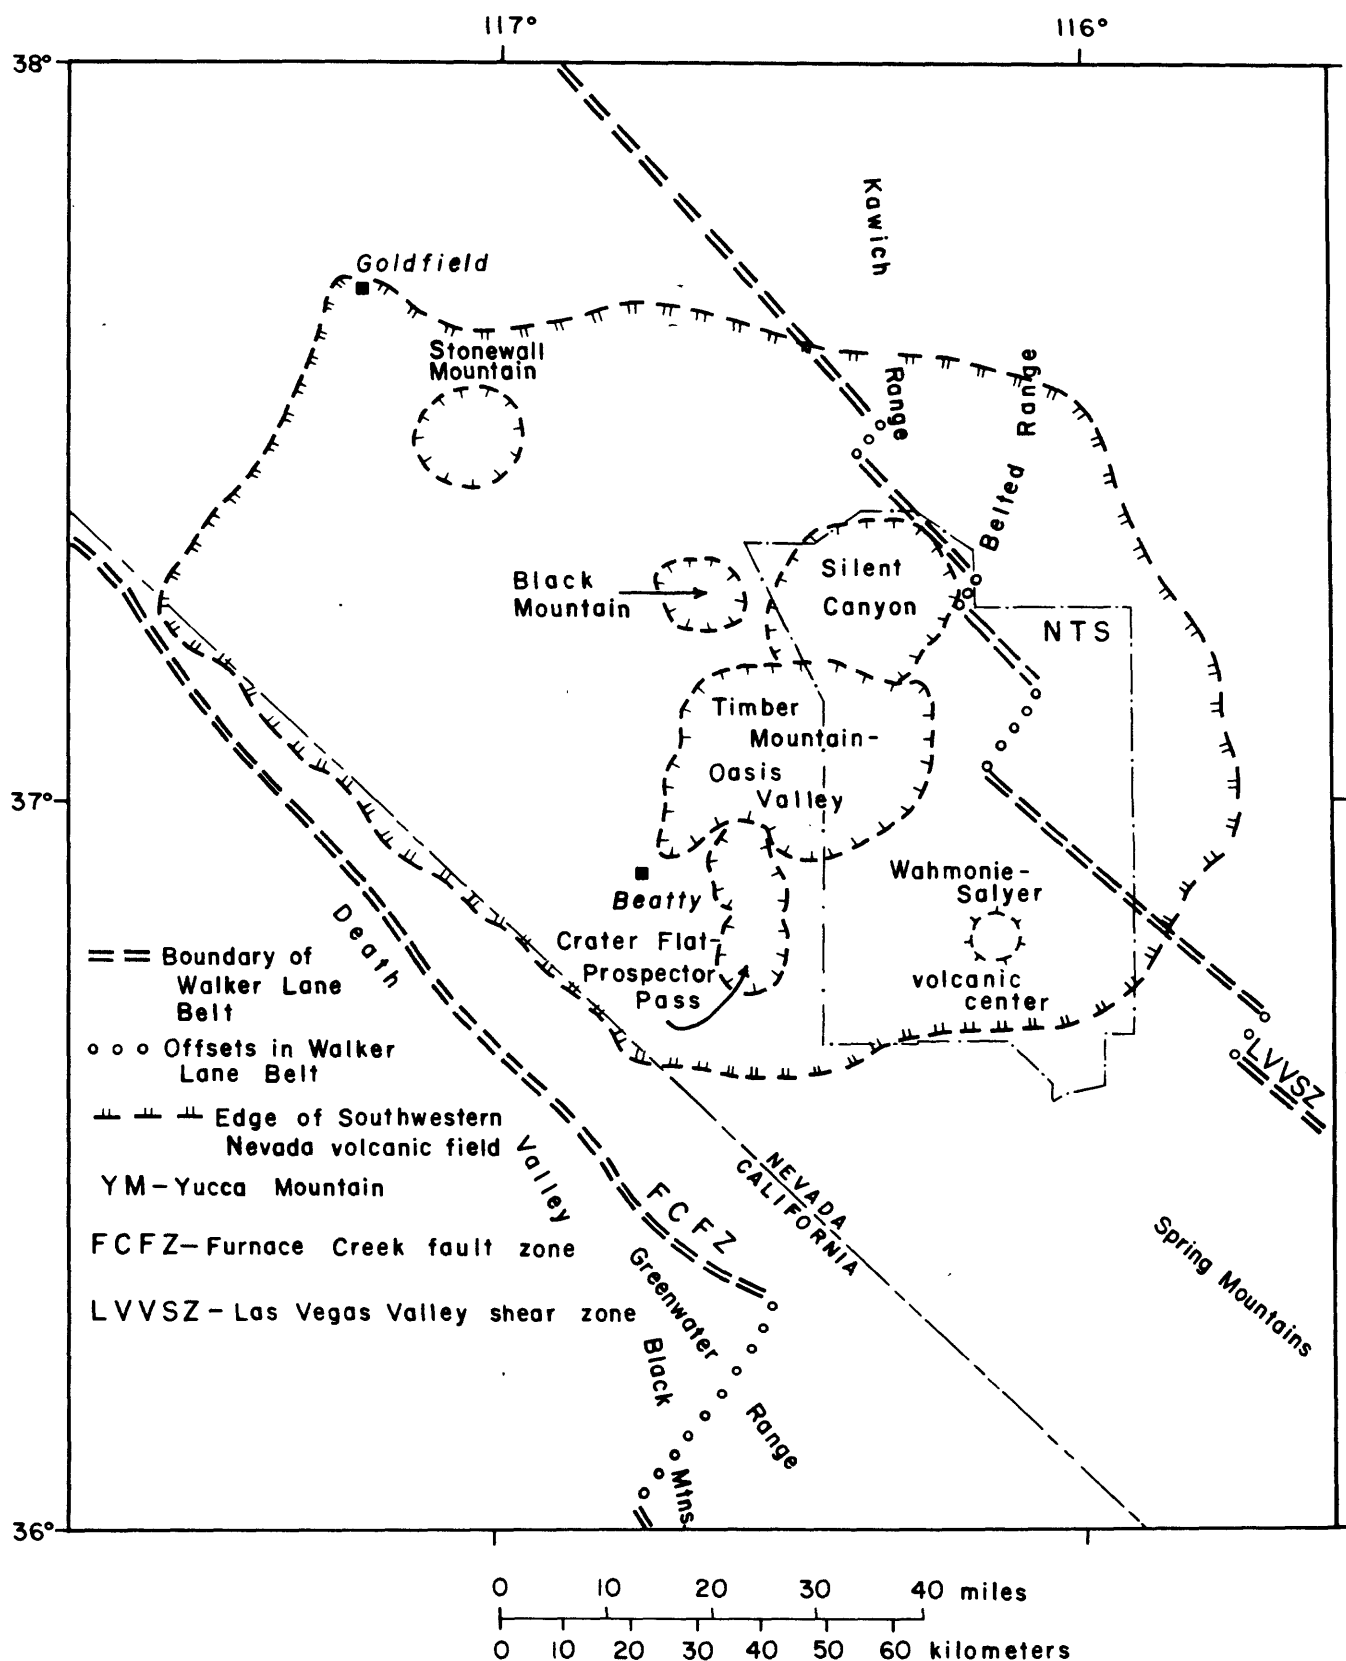 117°
116°
38°
Kawich
Range
Goldfield
Stonewall
Mountain
Belted Range
Black
Mountain
Silent
Canyon
NTS
Timber
Mountain-
Oasis
Valley
37°
Wahmonie-
Salyer
volcanic
center
Beatty
Crater Flat-
Prospector
Pass
Death
Valley
Boundary of
Walker Lane
Belt
Offsets in Walker
Lane Belt
Edge of Southwestern
Nevada volcanic field
YM-Yucca Mountain
FCFZ-Furnace Creek fault zone
LVVSZ-Las Vegas Valley shear zone
LVVSZ
FCFZ
NEVADA
CALIFORNIA
Spring Mountains
Greenwater
Range
Black
Mtns
36°
0 10 20 30 40 miles
0 10 20 30 40 50 60 kilometers